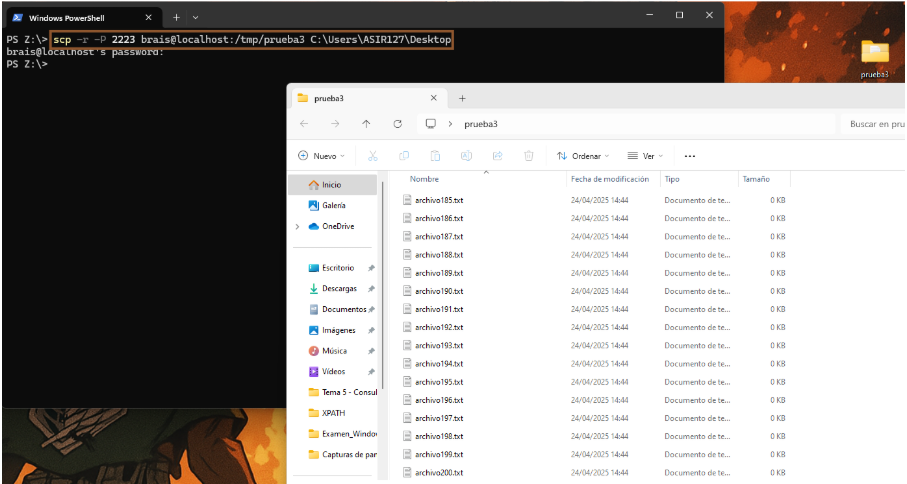 Windows PowerShell
PS Z:\> scp -r -P 2223 brais@localhost:/tmp/prueba3 C:\Users\ASIR127\Desktop
brais@localhost's password:
PS Z:\>
prueba3
prueba3
prueba3
Buscar en pru
Nuevo
Ordenar
Ver
Inicio
Galería
OneDrive
Escritorio
Descargas
Documentos
Imágenes
Música
Vídeos
Tema 5 - Consul
XPATH
Examen_Windov
Capturas de pan
Nombre Fecha de modificación Tipo Tamaño
archivo185.txt 24/04/2025 14:44 Documento de te... 0 KB
archivo186.txt 24/04/2025 14:44 Documento de te... 0 KB
archivo187.txt 24/04/2025 14:44 Documento de te... 0 KB
archivo188.txt 24/04/2025 14:44 Documento de te... 0 KB
archivo189.txt 24/04/2025 14:44 Documento de te... 0 KB
archivo190.txt 24/04/2025 14:44 Documento de te... 0 KB
archivo191.txt 24/04/2025 14:44 Documento de te... 0 KB
archivo192.txt 24/04/2025 14:44 Documento de te... 0 KB
archivo193.txt 24/04/2025 14:44 Documento de te... 0 KB
archivo194.txt 24/04/2025 14:44 Documento de te... 0 KB
archivo195.txt 24/04/2025 14:44 Documento de te... 0 KB
archivo196.txt 24/04/2025 14:44 Documento de te... 0 KB
archivo197.txt 24/04/2025 14:44 Documento de te... 0 KB
archivo198.txt 24/04/2025 14:44 Documento de te... 0 KB
archivo199.txt 24/04/2025 14:44 Documento de te... 0 KB
archivo200.txt 24/04/2025 14:44 Documento de te... 0 KB